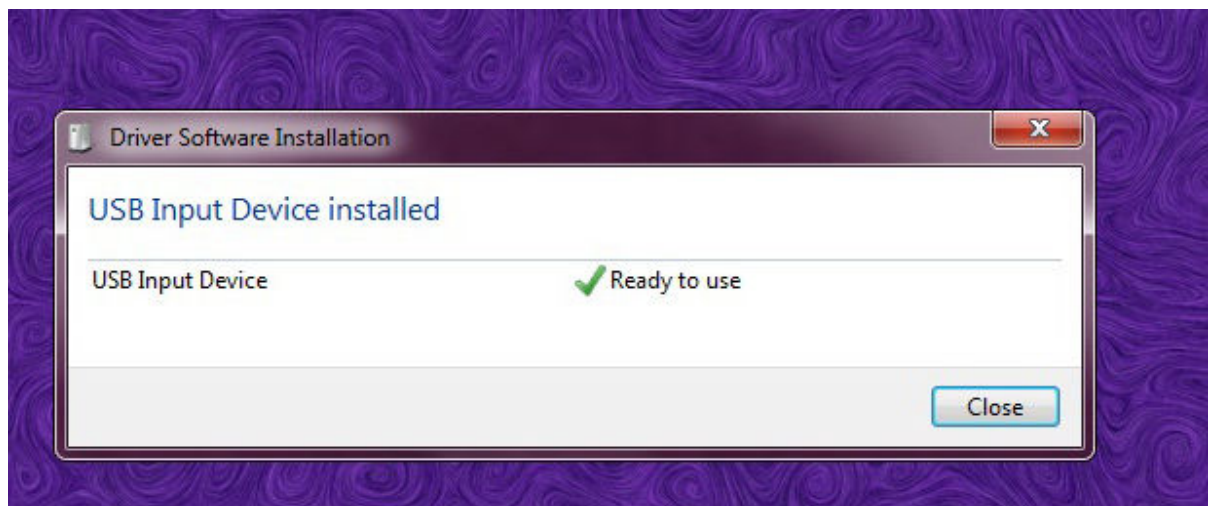 Driver Software Installation
USB Input Device installed
USB Input Device Ready to use
Close